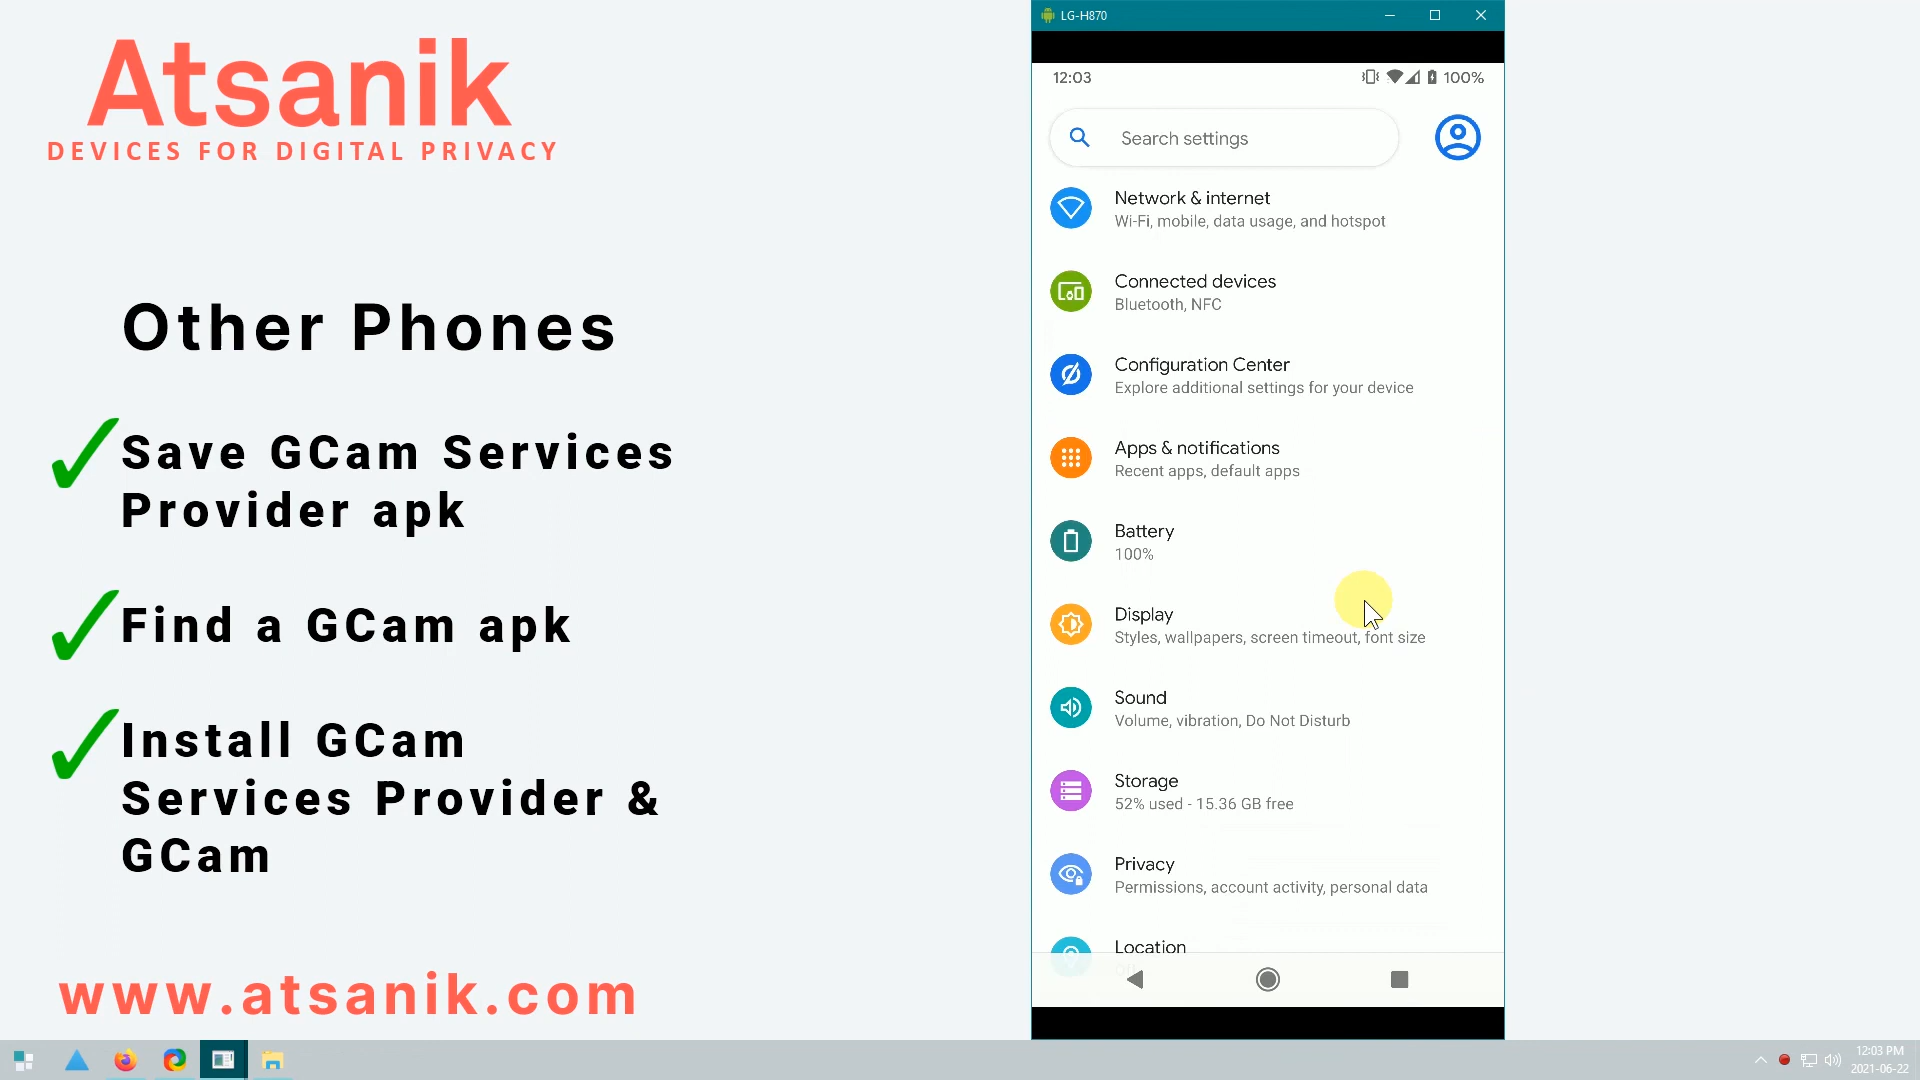 Atsanik
DEVICES FOR DIGITAL PRIVACY
Other Phones
Save GCam Services
Provider apk
Find a GCam apk
Install GCam
Services Provider &
GCam
www.atsanik.com
LG-H870
12:03
100%
Search settings
Network & internet
Wi-Fi, mobile, data usage, and hotspot
Connected devices
Bluetooth, NFC
Configuration Center
Explore additional settings for your device
Apps & notifications
Recent apps, default apps
Battery
100%
Display
Styles, wallpapers, screen timeout, font size
Sound
Volume, vibration, Do Not Disturb
Storage
52% used - 15.36 GB free
Privacy
Permissions, account activity, personal data
Location
12:03 PM
2021-06-22